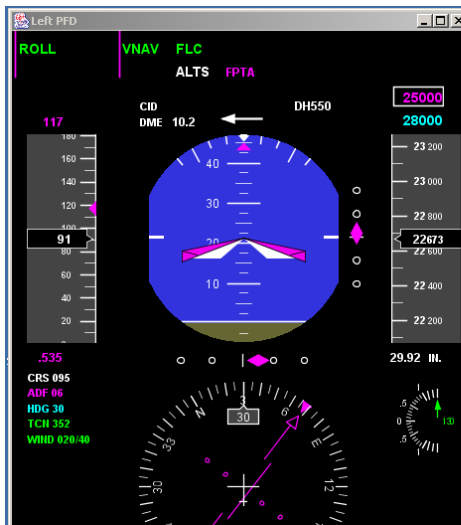 Left PFD
ROLL VNAV FLC
ALTS FPTA
25000
117 CID DH550 28000
DME 10.2
180
160
140
120
100
91
80
60
40
20
40
30
20
10
23 200
23 000
22 800
22673
22 600
22 400
22 200
.535 29.92 IN.
CRS 095
ADF 06
HDG 30
TCN 352
WIND 020/40
.5
0
.5
N 3 6 E 12
30
33
30